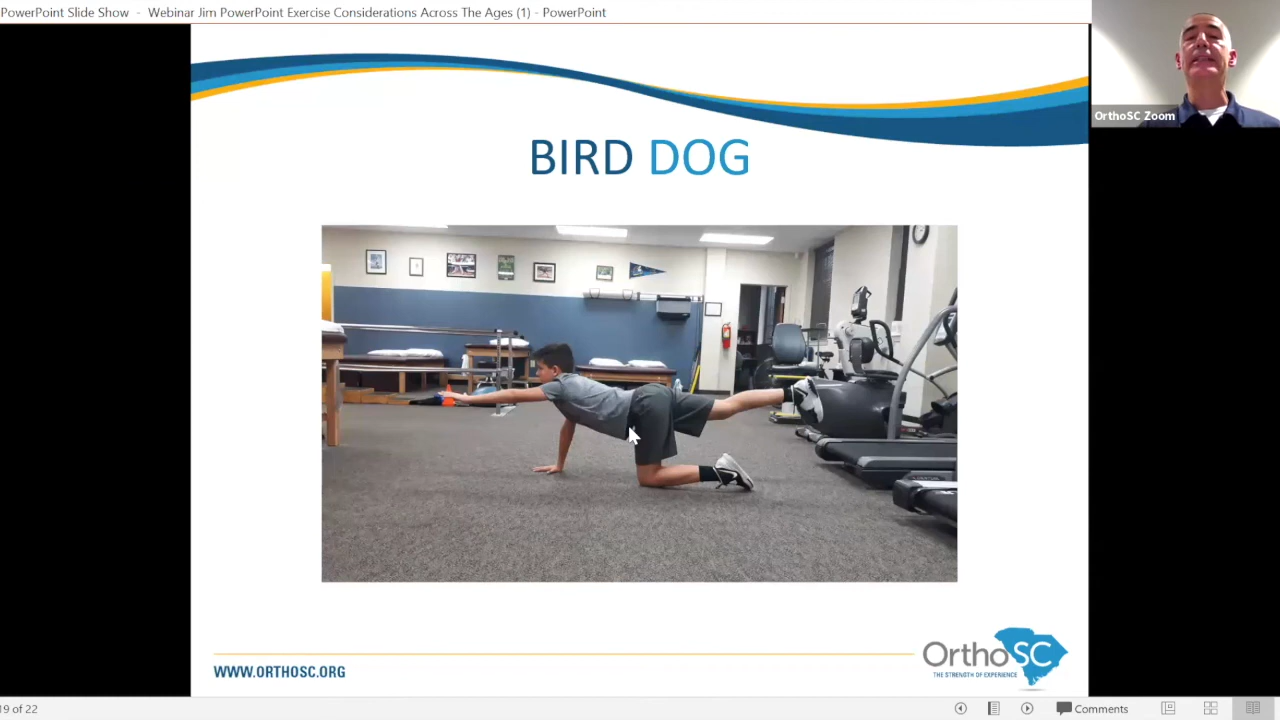 PowerPoint Slide Show - Webinar Jim PowerPoint Exercise Considerations Across The Ages (1) - PowerPoint
OrthoSC Zoom
BIRD DOG
WWW.ORTHOSC.ORG
OrthoSC
THE STRENGTH OF EXPERIENCE
19 of 22
Comments